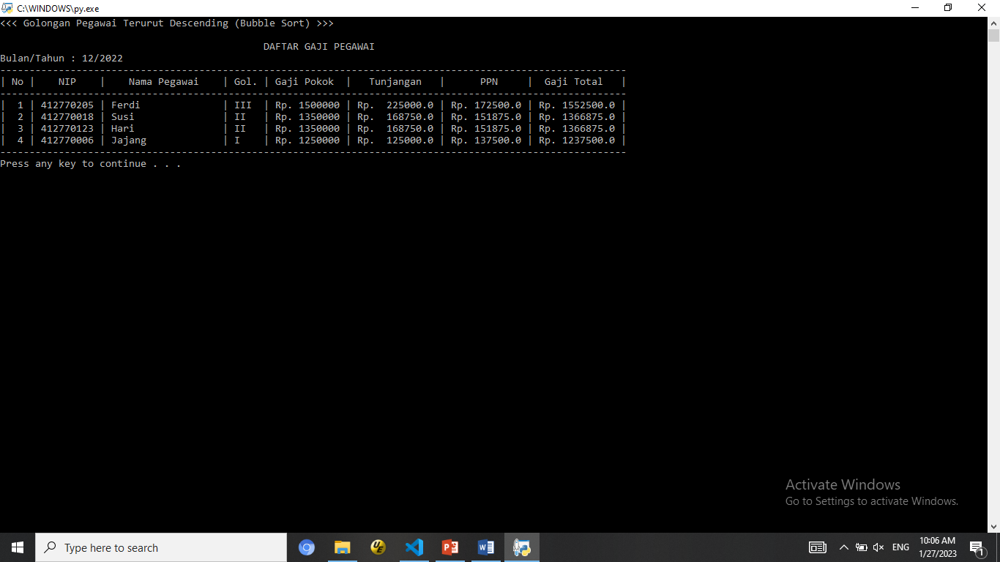 C:\WINDOWS\py.exe
<<< Golongan Pegawai Terurut Descending (Bubble Sort) >>>
DAFTAR GAJI PEGAWAI
Bulan/Tahun : 12/2022
-----------------------------------------------------------------------------------------------------------
| No |    NIP    |    Nama Pegawai    | Gol. | Gaji Pokok  |   Tunjangan   |      PPN     |  Gaji Total   |
-----------------------------------------------------------------------------------------------------------
|  1 | 412770205 | Ferdi              | III  | Rp. 1500000 | Rp.  225000.0 | Rp. 172500.0 | Rp. 1552500.0 |
|  2 | 412770018 | Susi               | II   | Rp. 1350000 | Rp.  168750.0 | Rp. 151875.0 | Rp. 1366875.0 |
|  3 | 412770123 | Hari               | II   | Rp. 1350000 | Rp.  168750.0 | Rp. 151875.0 | Rp. 1366875.0 |
|  4 | 412770006 | Jajang             | I    | Rp. 1250000 | Rp.  125000.0 | Rp. 137500.0 | Rp. 1237500.0 |
-----------------------------------------------------------------------------------------------------------
Press any key to continue . . .
Activate Windows
Go to Settings to activate Windows.
Type here to search
ENG
10:06 AM
1/27/2023
1